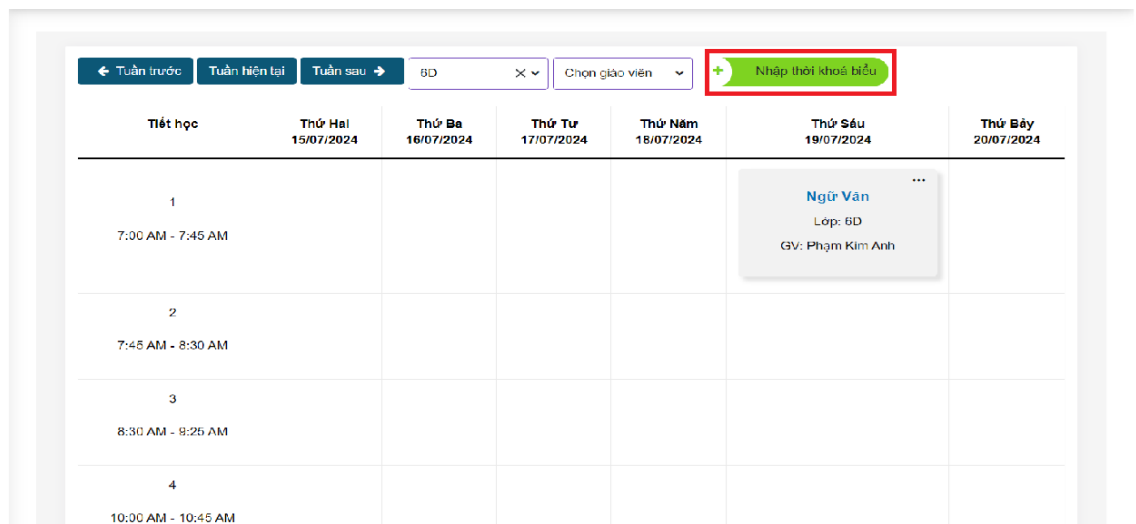 ← Tuần trước Tuần hiện tại Tuần sau → 6D Chọn giáo viên + Nhập thời khoá biểu
Tiết học Thứ Hai Thứ Ba Thứ Tư Thứ Năm Thứ Sáu Thứ Bảy
15/07/2024 16/07/2024 17/07/2024 18/07/2024 19/07/2024 20/07/2024
Ngữ Văn
1
Lớp: 6D
7:00 AM - 7:45 AM
GV: Phạm Kim Anh
2
7:45 AM - 8:30 AM
3
8:30 AM - 9:25 AM
4
10:00 AM - 10:45 AM